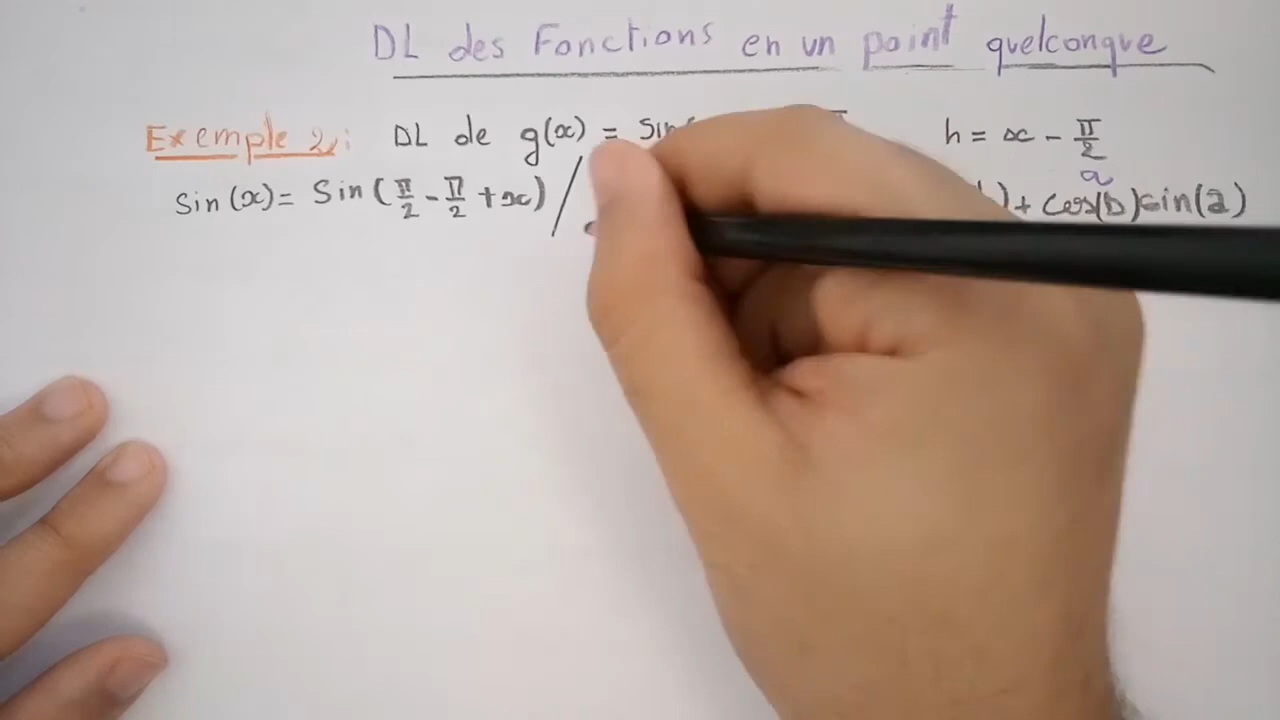 DL des Fonctions en un point quelconque
Exemple 2: DL de g(x) = Sin( h = x - π/2
Sin(x) = Sin(π/2 - π/2 + x) / ) + Cos(b)sin(a)